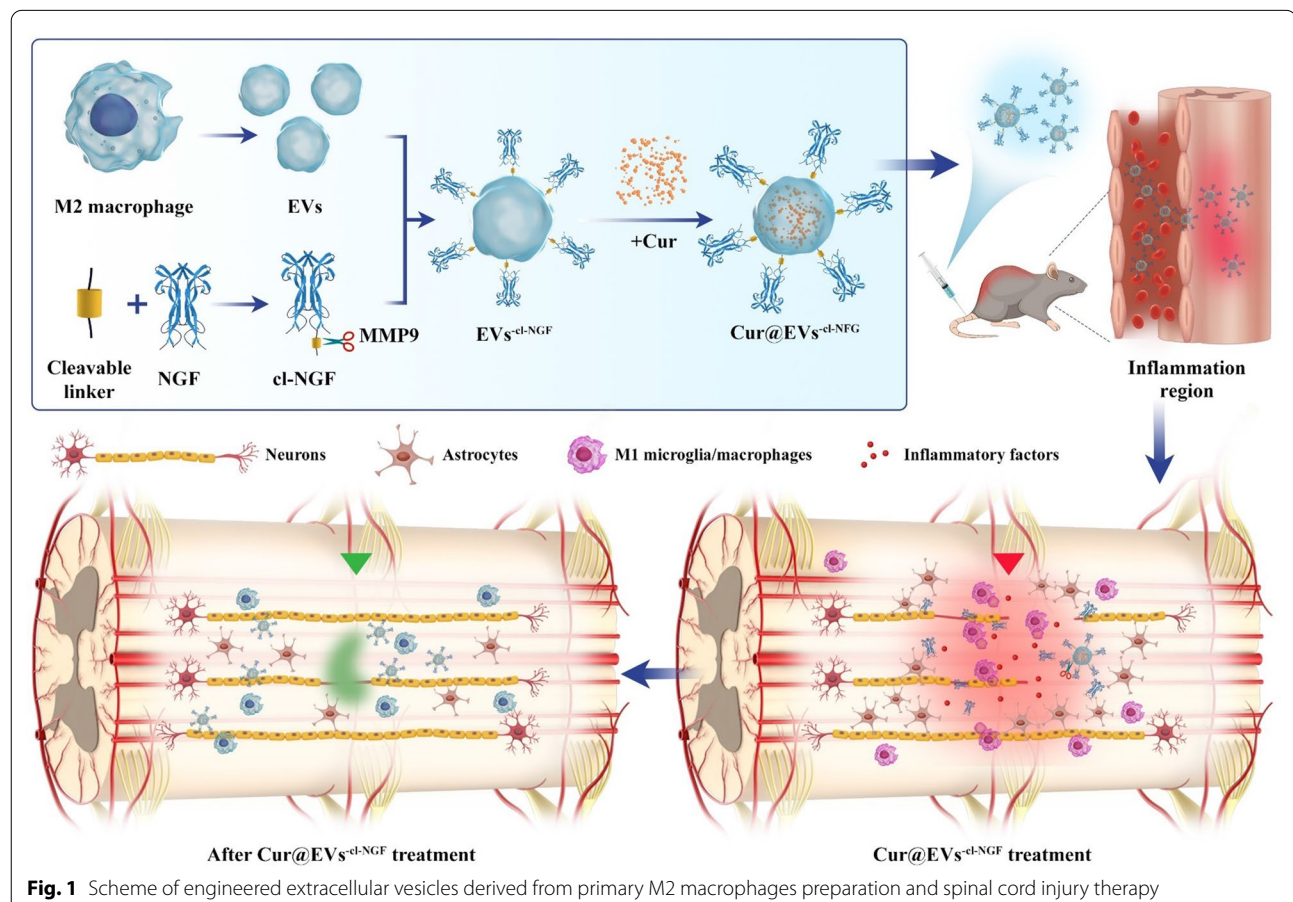 M2 macrophage
EVs
Cleavable
linker
+
NGF
cl-NGF
MMP9
EVs-cl-NGF
+Cur
Cur@EVs-cl-NFG
Inflammation
region
Neurons
Astrocytes
M1 microglia/macrophages
Inflammatory factors
After Cur@EVs-cl-NGF treatment
Cur@EVs-cl-NGF treatment
Fig. 1 Scheme of engineered extracellular vesicles derived from primary M2 macrophages preparation and spinal cord injury therapy